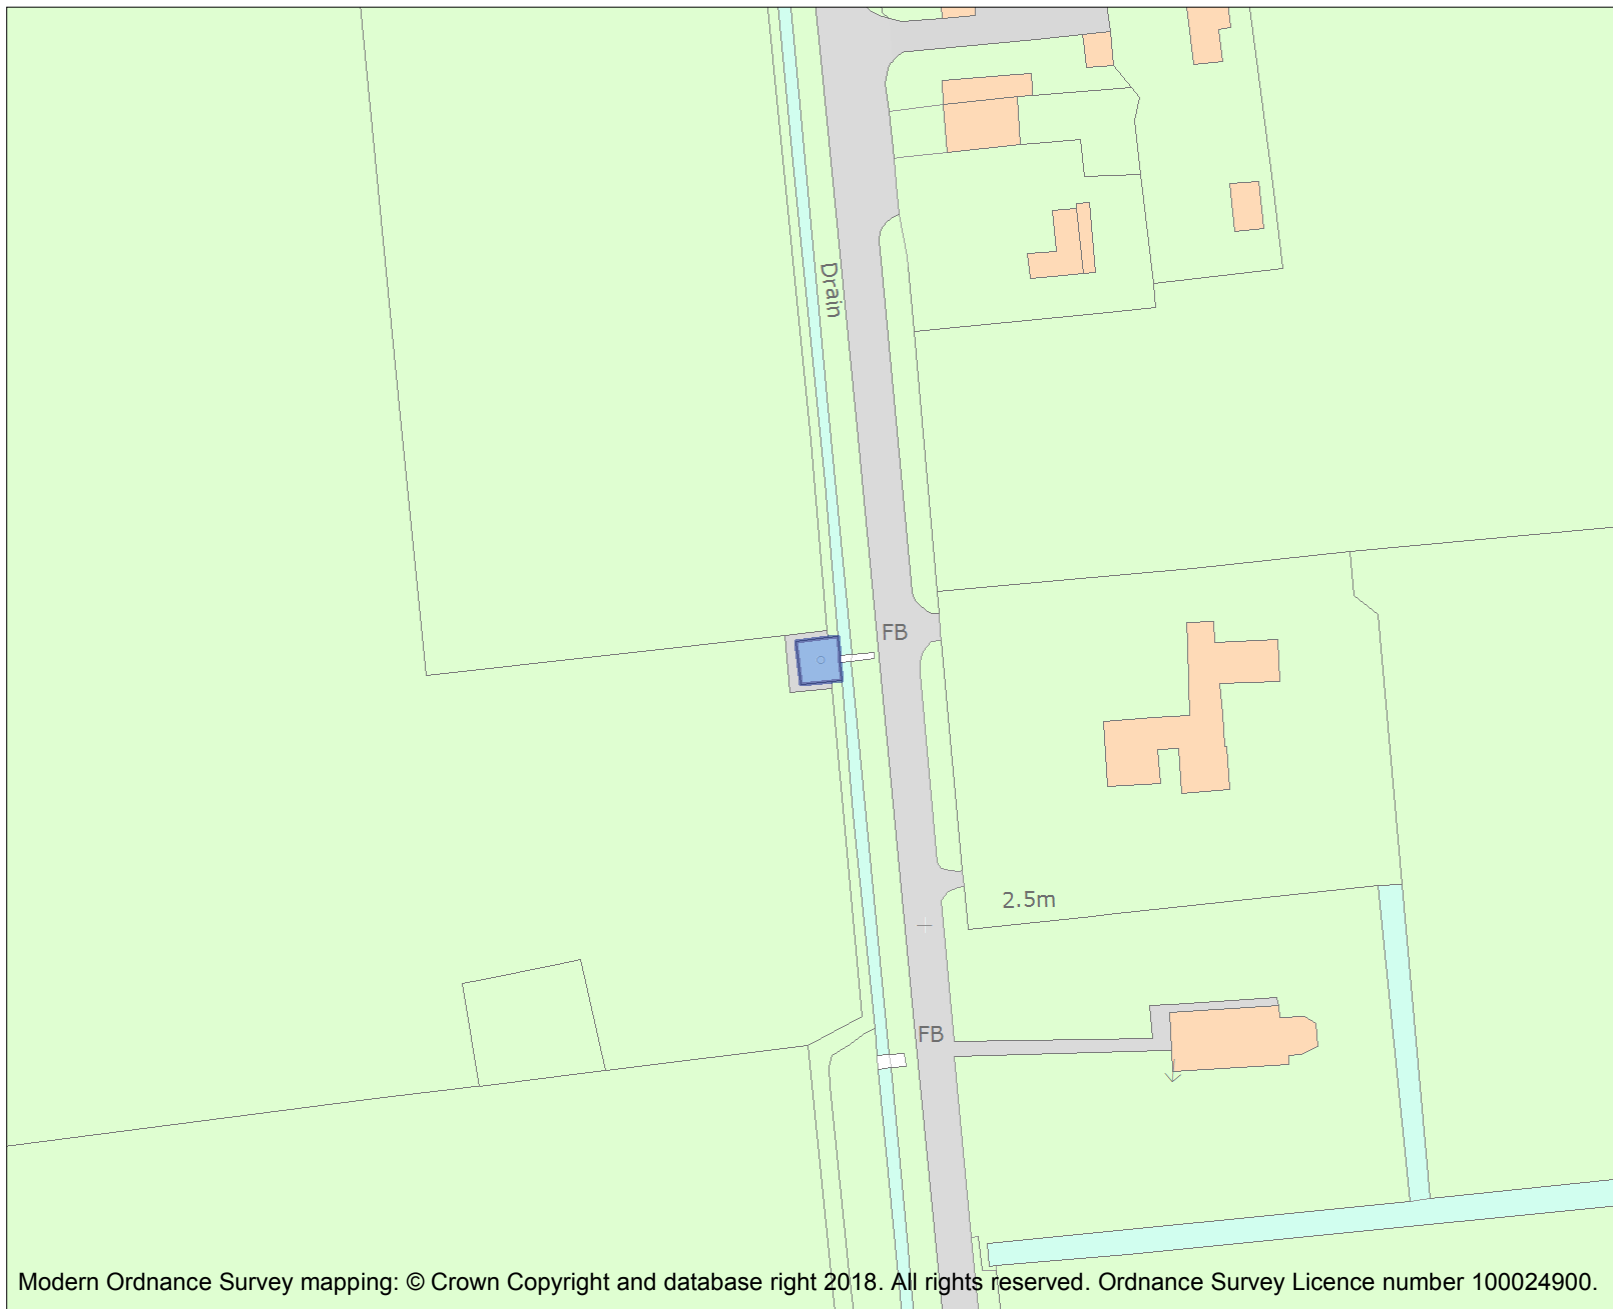 Drain
FB
2.5m
FB
Modern Ordnance Survey mapping: © Crown Copyright and database right 2018. All rights reserved. Ordnance Survey Licence number 100024900.